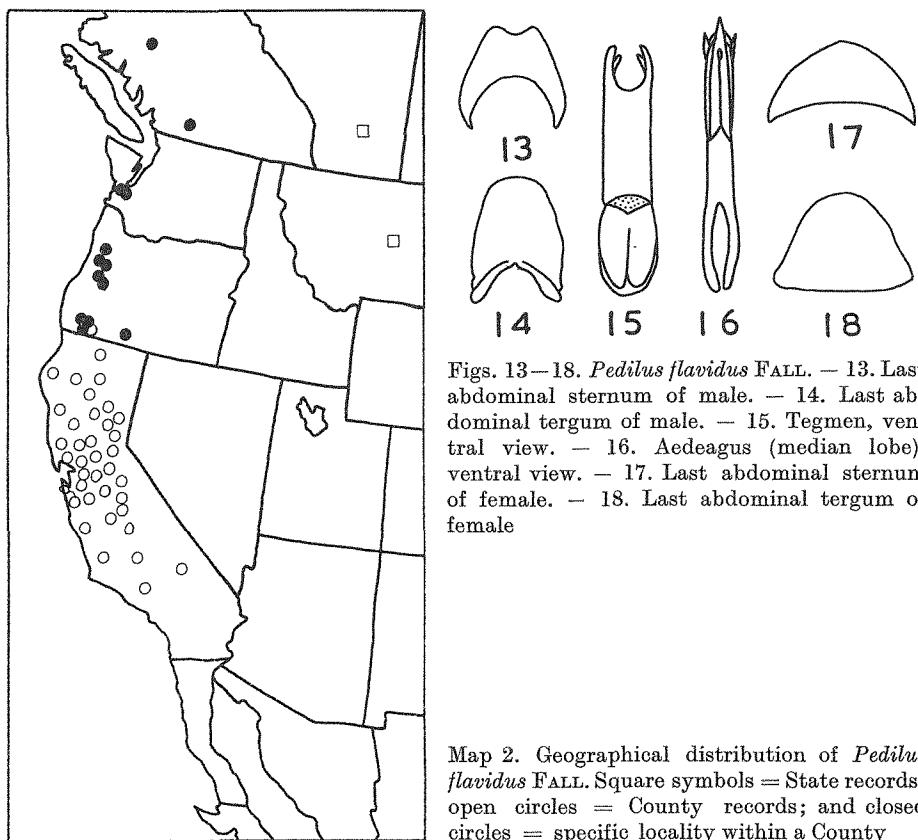 13
14
15
16
17
18
Figs. 13—18. Pedilus flavidus FALL. — 13. Las
abdominal sternum of male. — 14. Last ab
dominal tergum of male. — 15. Tegmen, ven
tral view. — 16. Aedeagus (median lobe)
ventral view. — 17. Last abdominal sternum
of female. — 18. Last abdominal tergum o
female
Map 2. Geographical distribution of Pedilu
flavidus FALL. Square symbols = State records
open circles = County records; and closed
circles = specific locality within a County